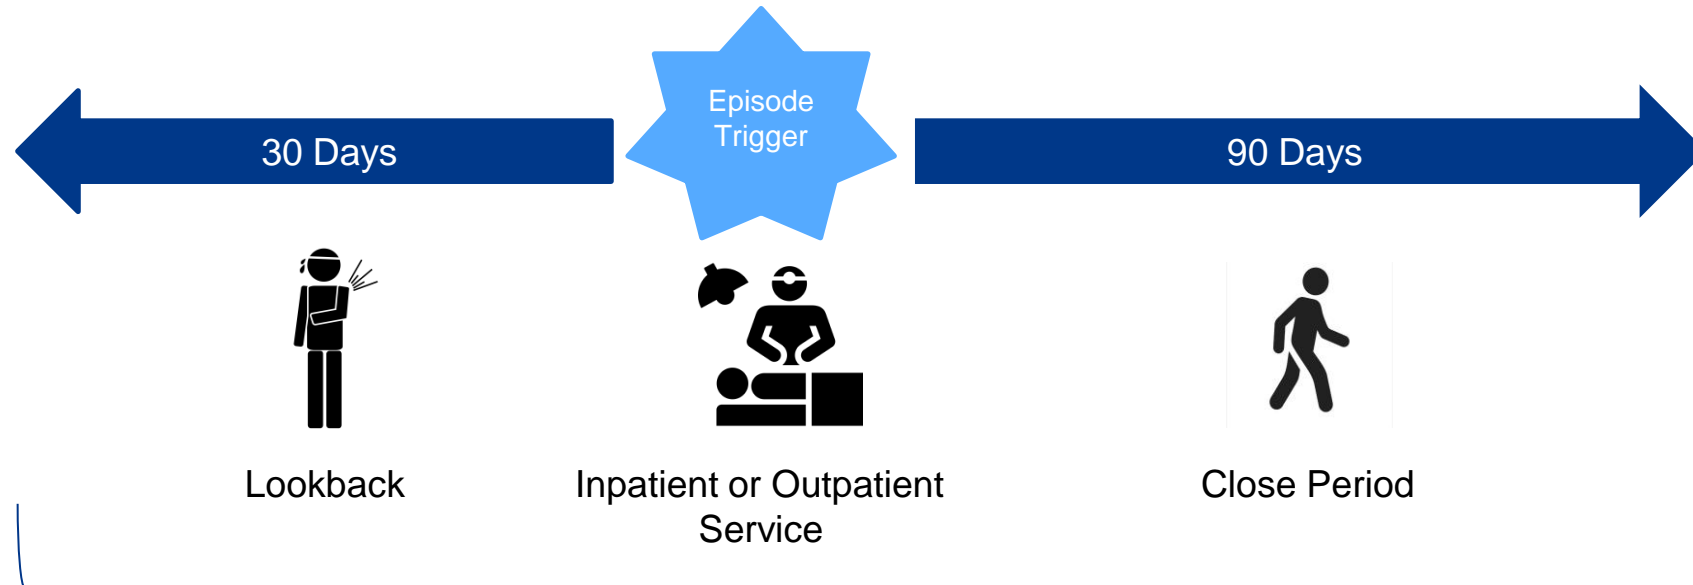 Episode
Trigger
30 Days
90 Days
Lookback
Inpatient or Outpatient
Service
Close Period